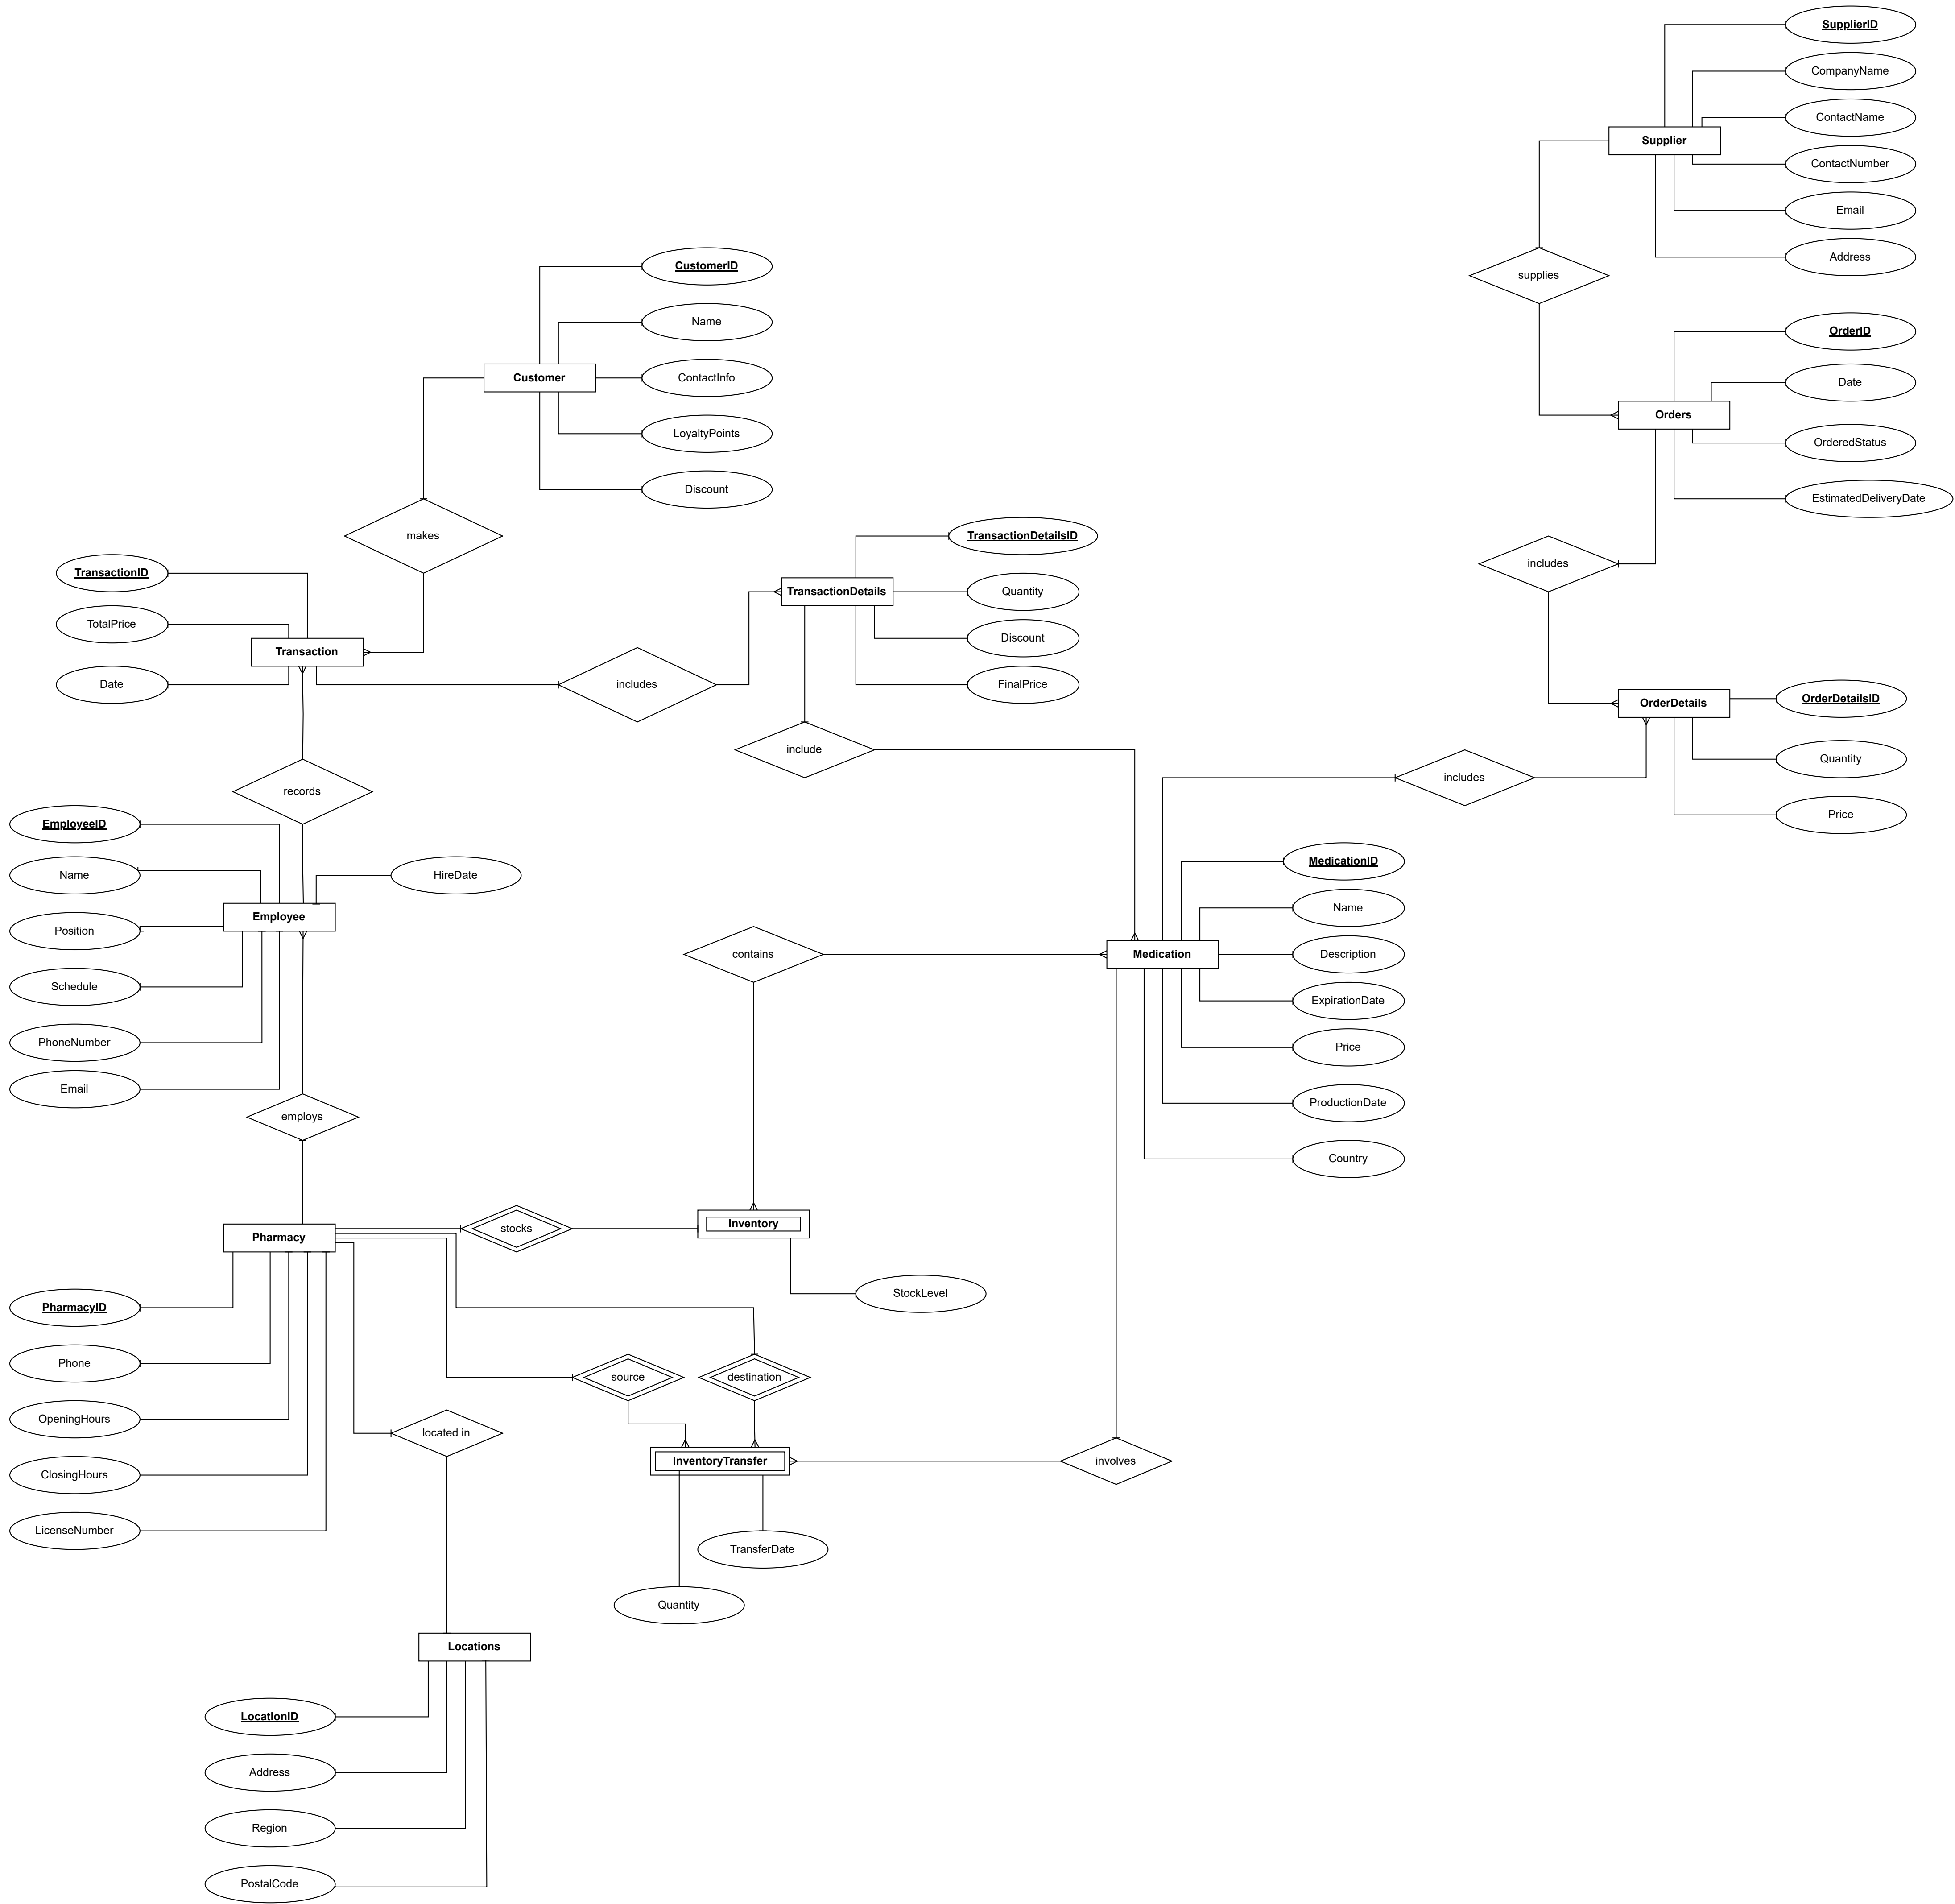 SupplierID
CompanyName
ContactName
Supplier
ContactNumber
Email
Address
supplies
OrderID
Date
Orders
OrderedStatus
EstimatedDeliveryDate
includes
OrderDetails
OrderDetailsID
Quantity
Price
includes
CustomerID
Name
Customer
ContactInfo
LoyaltyPoints
Discount
makes
TransactionID
TotalPrice
Transaction
Date
includes
TransactionDetailsID
TransactionDetails
Quantity
Discount
FinalPrice
include
records
EmployeeID
Name
HireDate
Employee
Position
Schedule
PhoneNumber
Email
employs
contains
MedicationID
Name
Medication
Description
ExpirationDate
Price
ProductionDate
Country
Pharmacy
stocks
Inventory
StockLevel
PharmacyID
Phone
OpeningHours
ClosingHours
LicenseNumber
source
destination
located in
InventoryTransfer
involves
TransferDate
Quantity
Locations
LocationID
Address
Region
PostalCode